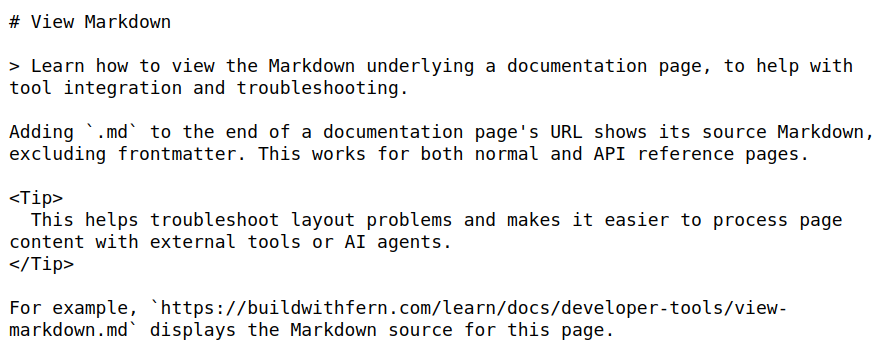 # View Markdown
> Learn how to view the Markdown underlying a documentation page, to help with
tool integration and troubleshooting.
Adding `.md` to the end of a documentation page's URL shows its source Markdown,
excluding frontmatter. This works for both normal and API reference pages.
<Tip>
  This helps troubleshoot layout problems and makes it easier to process page
content with external tools or AI agents.
</Tip>
For example, `https://buildwithfern.com/learn/docs/developer-tools/view-
markdown.md` displays the Markdown source for this page.